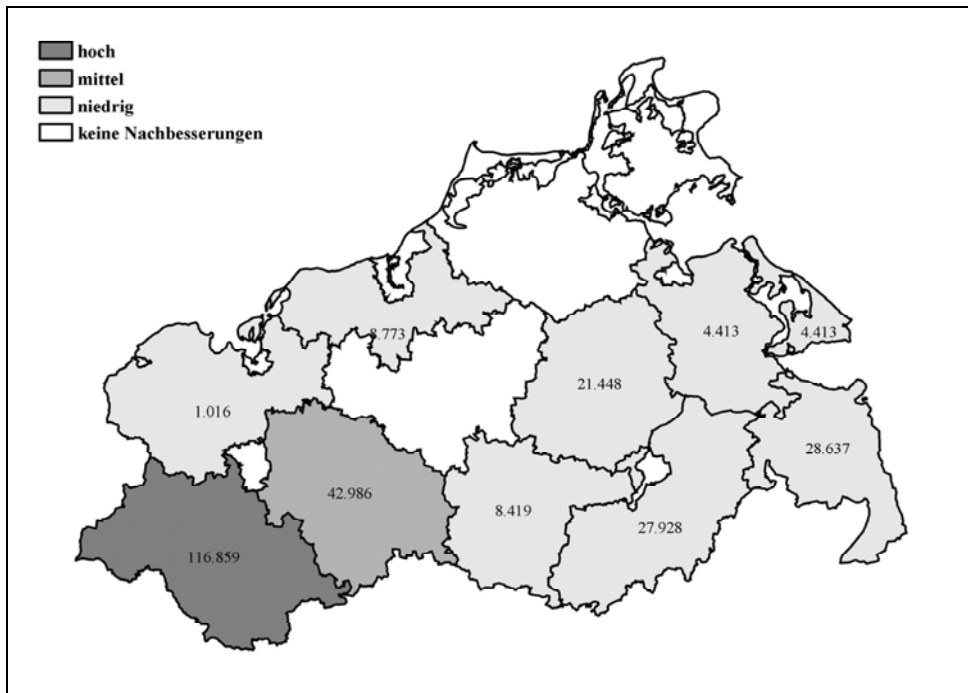 hoch
mittel
niedrig
keine Nachbesserungen
8.773
4.413
4.413
21.448
1.016
28.637
42.986
8.419
27.928
116.859